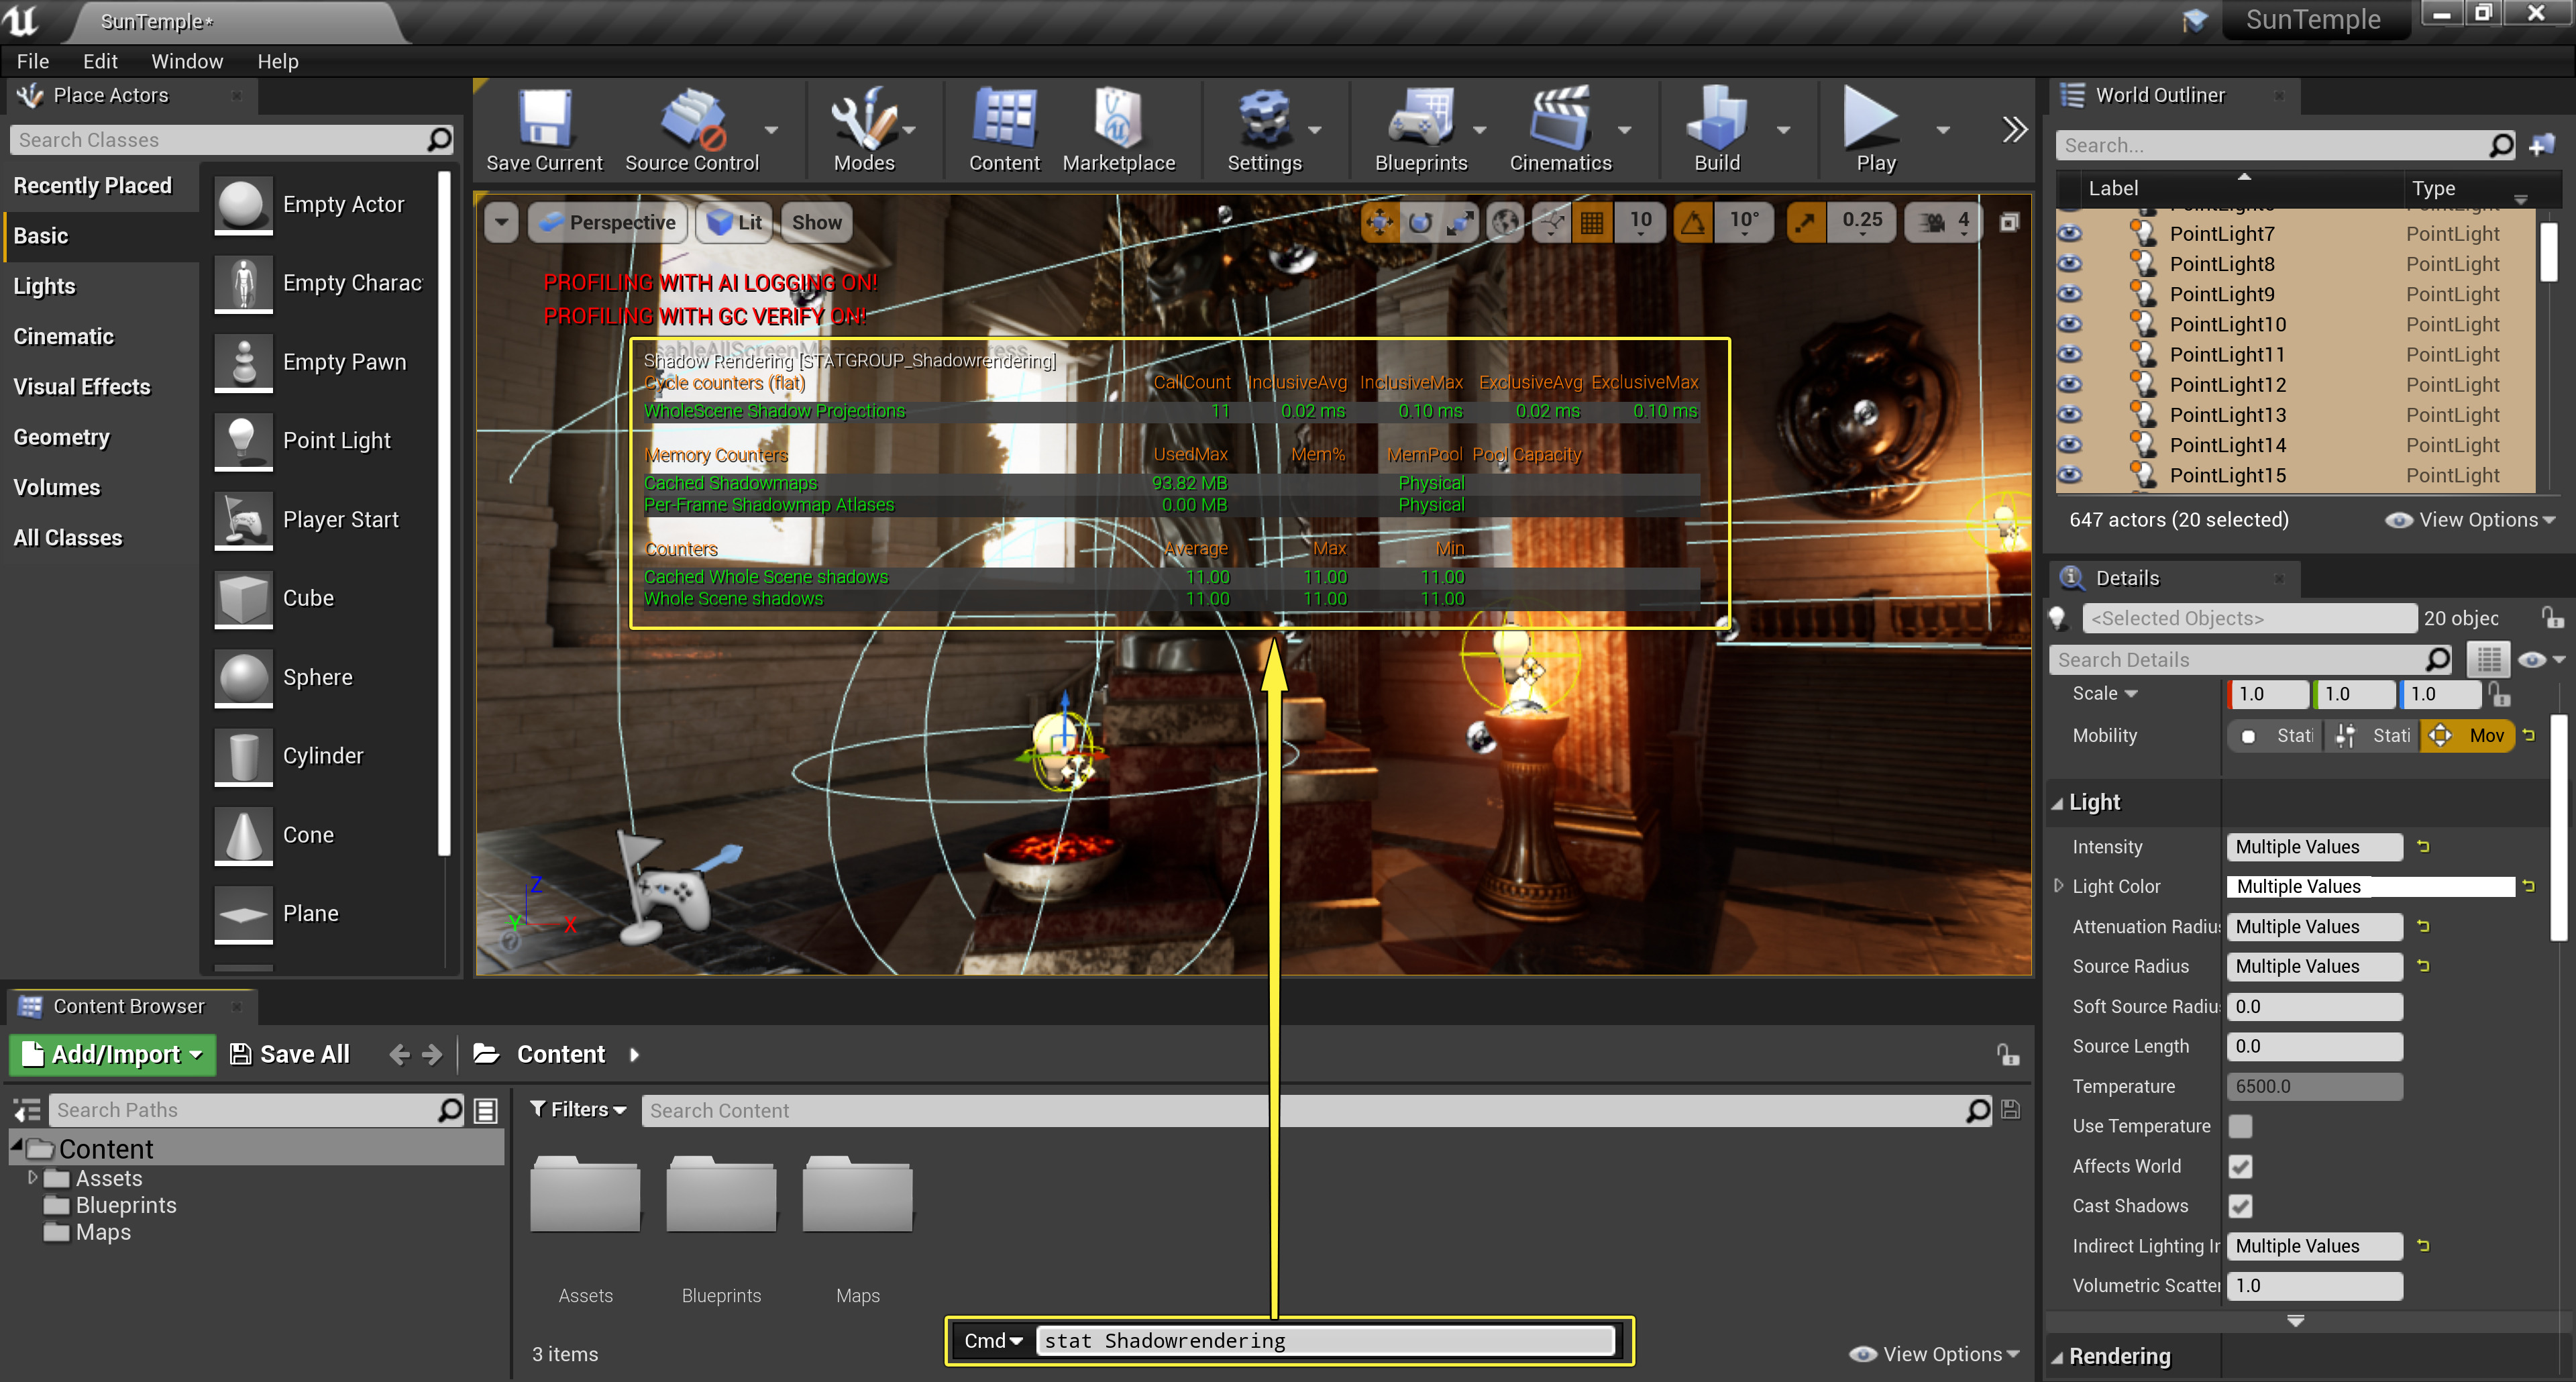 SunTemple*
SunTemple
File Edit Window Help
Place Actors
Search Classes
Recently Placed
Basic
Lights
Cinematic
Visual Effects
Geometry
Volumes
All Classes
Empty Actor
Empty Charac
Empty Pawn
Point Light
Player Start
Cube
Sphere
Cylinder
Cone
Plane
Save Current Source Control Modes Content Marketplace Settings Blueprints Cinematics Build Play
Perspective Lit Show 10 10° 0.25 4
PROFILING WITH AI LOGGING ON!
PROFILING WITH GC VERIFY ON!
Shadow Rendering [STATGROUP_Shadowrendering]
Cycle counters (flat) CallCount InclusiveAvg InclusiveMax ExclusiveAvg ExclusiveMax
WholeScene Shadow Projections 11 0.02 ms 0.10 ms 0.02 ms 0.10 ms
Memory Counters UsedMax Mem% MemPool Pool Capacity
Cached Shadowmaps 93.82 MB Physical
Per-Frame Shadowmap Atlases 0.00 MB Physical
Counters Average Max Min
Cached Whole Scene shadows 11.00 11.00 11.00
Whole Scene shadows 11.00 11.00 11.00
Z
Y X
World Outliner
Search...
Label Type
PointLight7 PointLight
PointLight8 PointLight
PointLight9 PointLight
PointLight10 PointLight
PointLight11 PointLight
PointLight12 PointLight
PointLight13 PointLight
PointLight14 PointLight
PointLight15 PointLight
647 actors (20 selected) View Options
Details
<Selected Objects> 20 objec
Search Details
Scale 1.0 1.0 1.0
Mobility Stati Stati Mov
Light
Intensity Multiple Values
Light Color Multiple Values
Attenuation Radiu Multiple Values
Source Radius Multiple Values
Soft Source Radiu 0.0
Source Length 0.0
Temperature 6500.0
Use Temperature
Affects World
Cast Shadows
Indirect Lighting Ir Multiple Values
Volumetric Scatter 1.0
Rendering
Content Browser
Add/Import Save All Content
Search Paths
Content
Assets
Blueprints
Maps
Filters Search Content
Assets Blueprints Maps
3 items
View Options
Cmd stat Shadowrendering